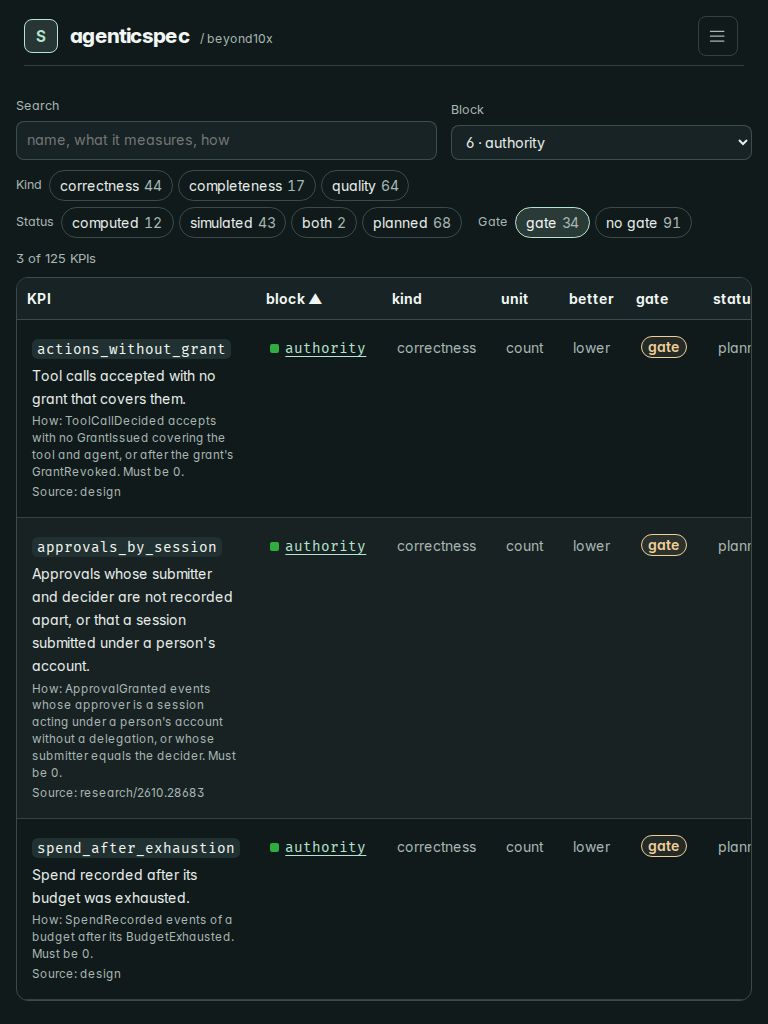 S agenticspec / beyond10x
Search
Block
name, what it measures, how
6 · authority
Kind correctness 44 completeness 17 quality 64
Status computed 12 simulated 43 both 2 planned 68 Gate gate 34 no gate 91
3 of 125 KPIs
KPI block ▲ kind unit better gate statu
actions_without_grant authority correctness count lower gate plann
Tool calls accepted with no
grant that covers them.
How: ToolCallDecided accepts
with no GrantIssued covering the
tool and agent, or after the grant's
GrantRevoked. Must be 0.
Source: design
approvals_by_session authority correctness count lower gate plann
Approvals whose submitter
and decider are not recorded
apart, or that a session
submitted under a person's
account.
How: ApprovalGranted events
whose approver is a session
acting under a person's account
without a delegation, or whose
submitter equals the decider. Must
be 0.
Source: research/2610.28683
spend_after_exhaustion authority correctness count lower gate plann
Spend recorded after its
budget was exhausted.
How: SpendRecorded events of a
budget after its BudgetExhausted.
Must be 0.
Source: design